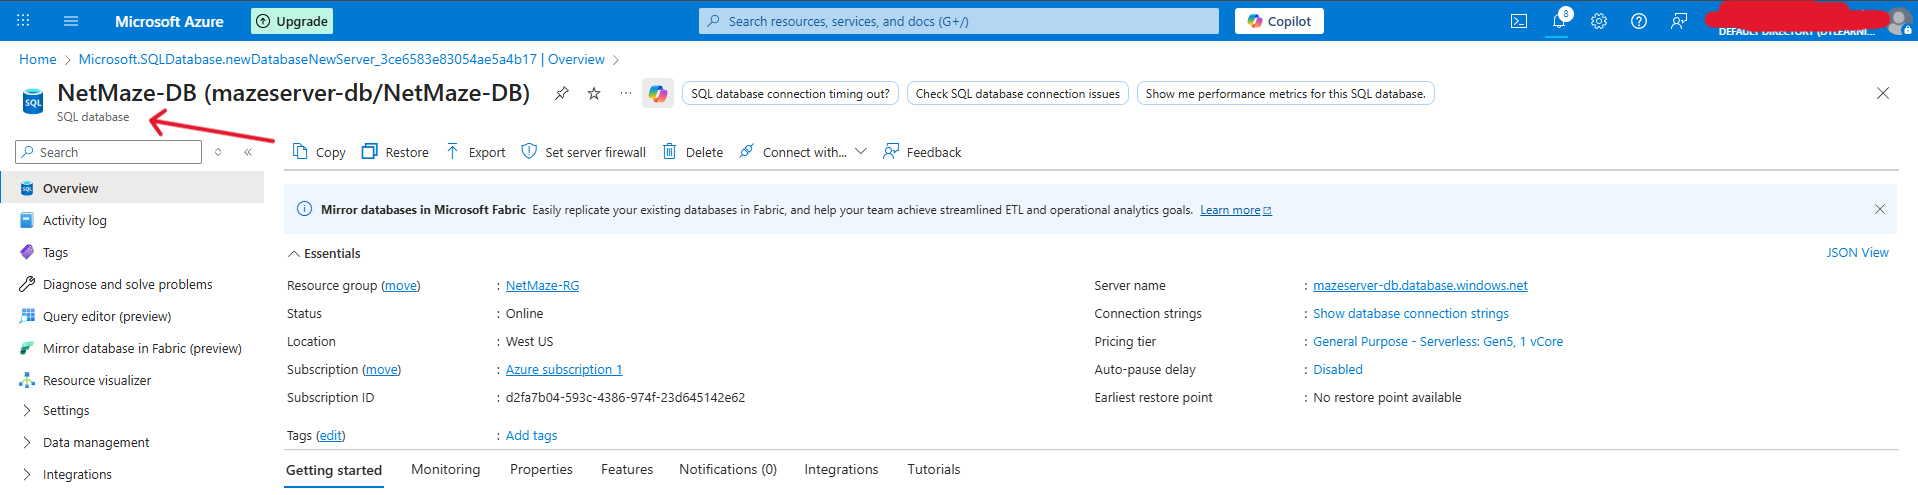 Microsoft Azure
Upgrade
Search resources, services, and docs (G+/)
Copilot
8
Home > Microsoft.SQLDatabase.newDatabaseNewServer_3ce6583e83054ae5a4b17 | Overview >
SQL
NetMaze-DB (mazeserver-db/NetMaze-DB)
SQL database connection timing out?
Check SQL database connection issues
Show me performance metrics for this SQL database.
SQL database
Search
Copy
Restore
Export
Set server firewall
Delete
Connect with...
Feedback
Overview
Activity log
Tags
Diagnose and solve problems
Query editor (preview)
Mirror database in Fabric (preview)
Resource visualizer
Settings
Data management
Integrations
Mirror databases in Microsoft Fabric Easily replicate your existing databases in Fabric, and help your team achieve streamlined ETL and operational analytics goals. Learn more
Essentials
JSON View
Resource group (move) : NetMaze-RG
Status : Online
Location : West US
Subscription (move) : Azure subscription 1
Subscription ID : d2fa7b04-593c-4386-974f-23d645142e62
Tags (edit) : Add tags
Server name : mazeserver-db.database.windows.net
Connection strings : Show database connection strings
Pricing tier : General Purpose - Serverless: Gen5, 1 vCore
Auto-pause delay : Disabled
Earliest restore point : No restore point available
Getting started
Monitoring
Properties
Features
Notifications (0)
Integrations
Tutorials